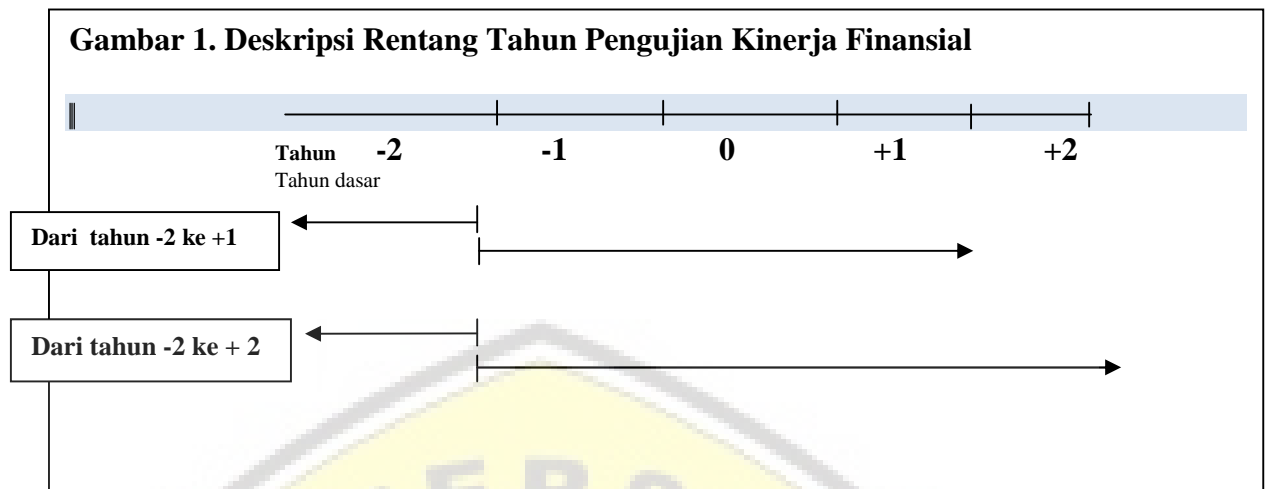 Gambar 1. Deskripsi Rentang Tahun Pengujian Kinerja Finansial
Tahun -2 -1 0 +1 +2
Tahun dasar
Dari tahun -2 ke +1
Dari tahun -2 ke + 2